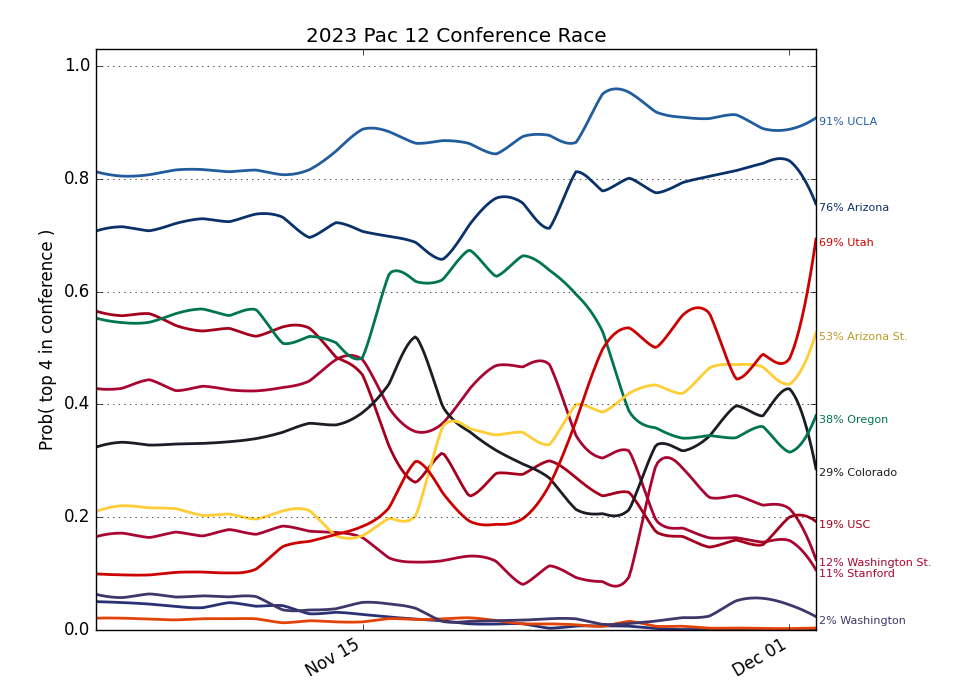 2023 Pac 12 Conference Race
Prob( top 4 in conference )
1.0
0.8
0.6
0.4
0.2
0.0
Nov 15
Dec 01
91% UCLA
76% Arizona
69% Utah
53% Arizona St.
38% Oregon
29% Colorado
19% USC
12% Washington St.
11% Stanford
2% Washington